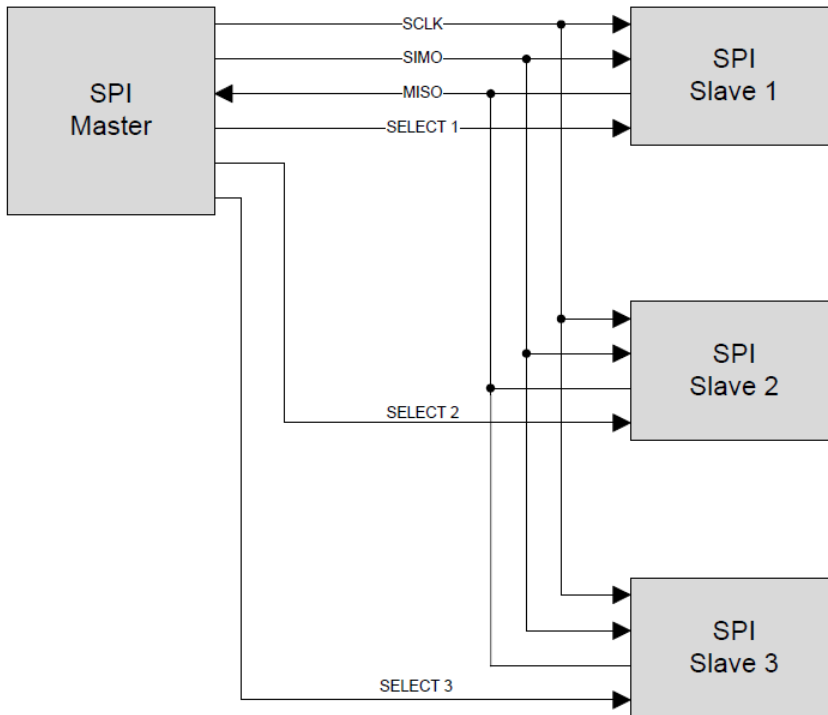 SPI
Master
SCLK
SIMO
MISO
SELECT 1
SPI
Slave 1
SELECT 2
SPI
Slave 2
SELECT 3
SPI
Slave 3